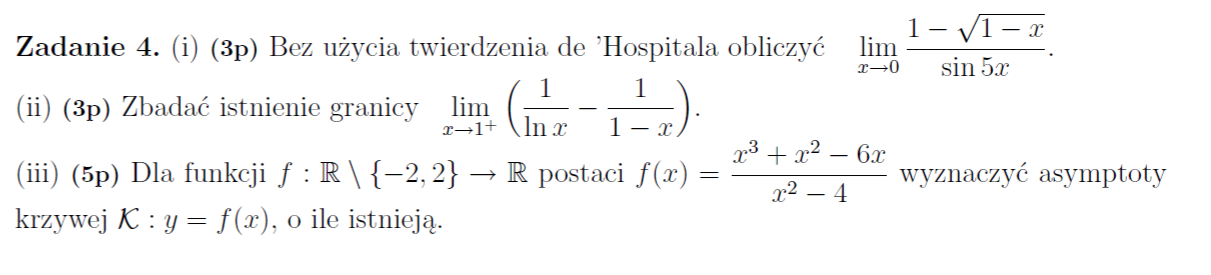 Zadanie 4. (i) (3p) Bez użycia twierdzenia de 'Hospitala obliczyć $\lim_{x \to 0} \frac{1 - \sqrt{1 - x}}{\sin 5x}$.
(ii) (3p) Zbadać istnienie granicy $\lim_{x \to 1^+} \left( \frac{1}{\ln x} - \frac{1}{1 - x} \right)$.
(iii) (5p) Dla funkcji $f : \mathbb{R} \setminus \{-2, 2\} \to \mathbb{R}$ postaci $f(x) = \frac{x^3 + x^2 - 6x}{x^2 - 4}$ wyznaczyć asymptoty
krzywej $\mathcal{K} : y = f(x)$, o ile istnieją.